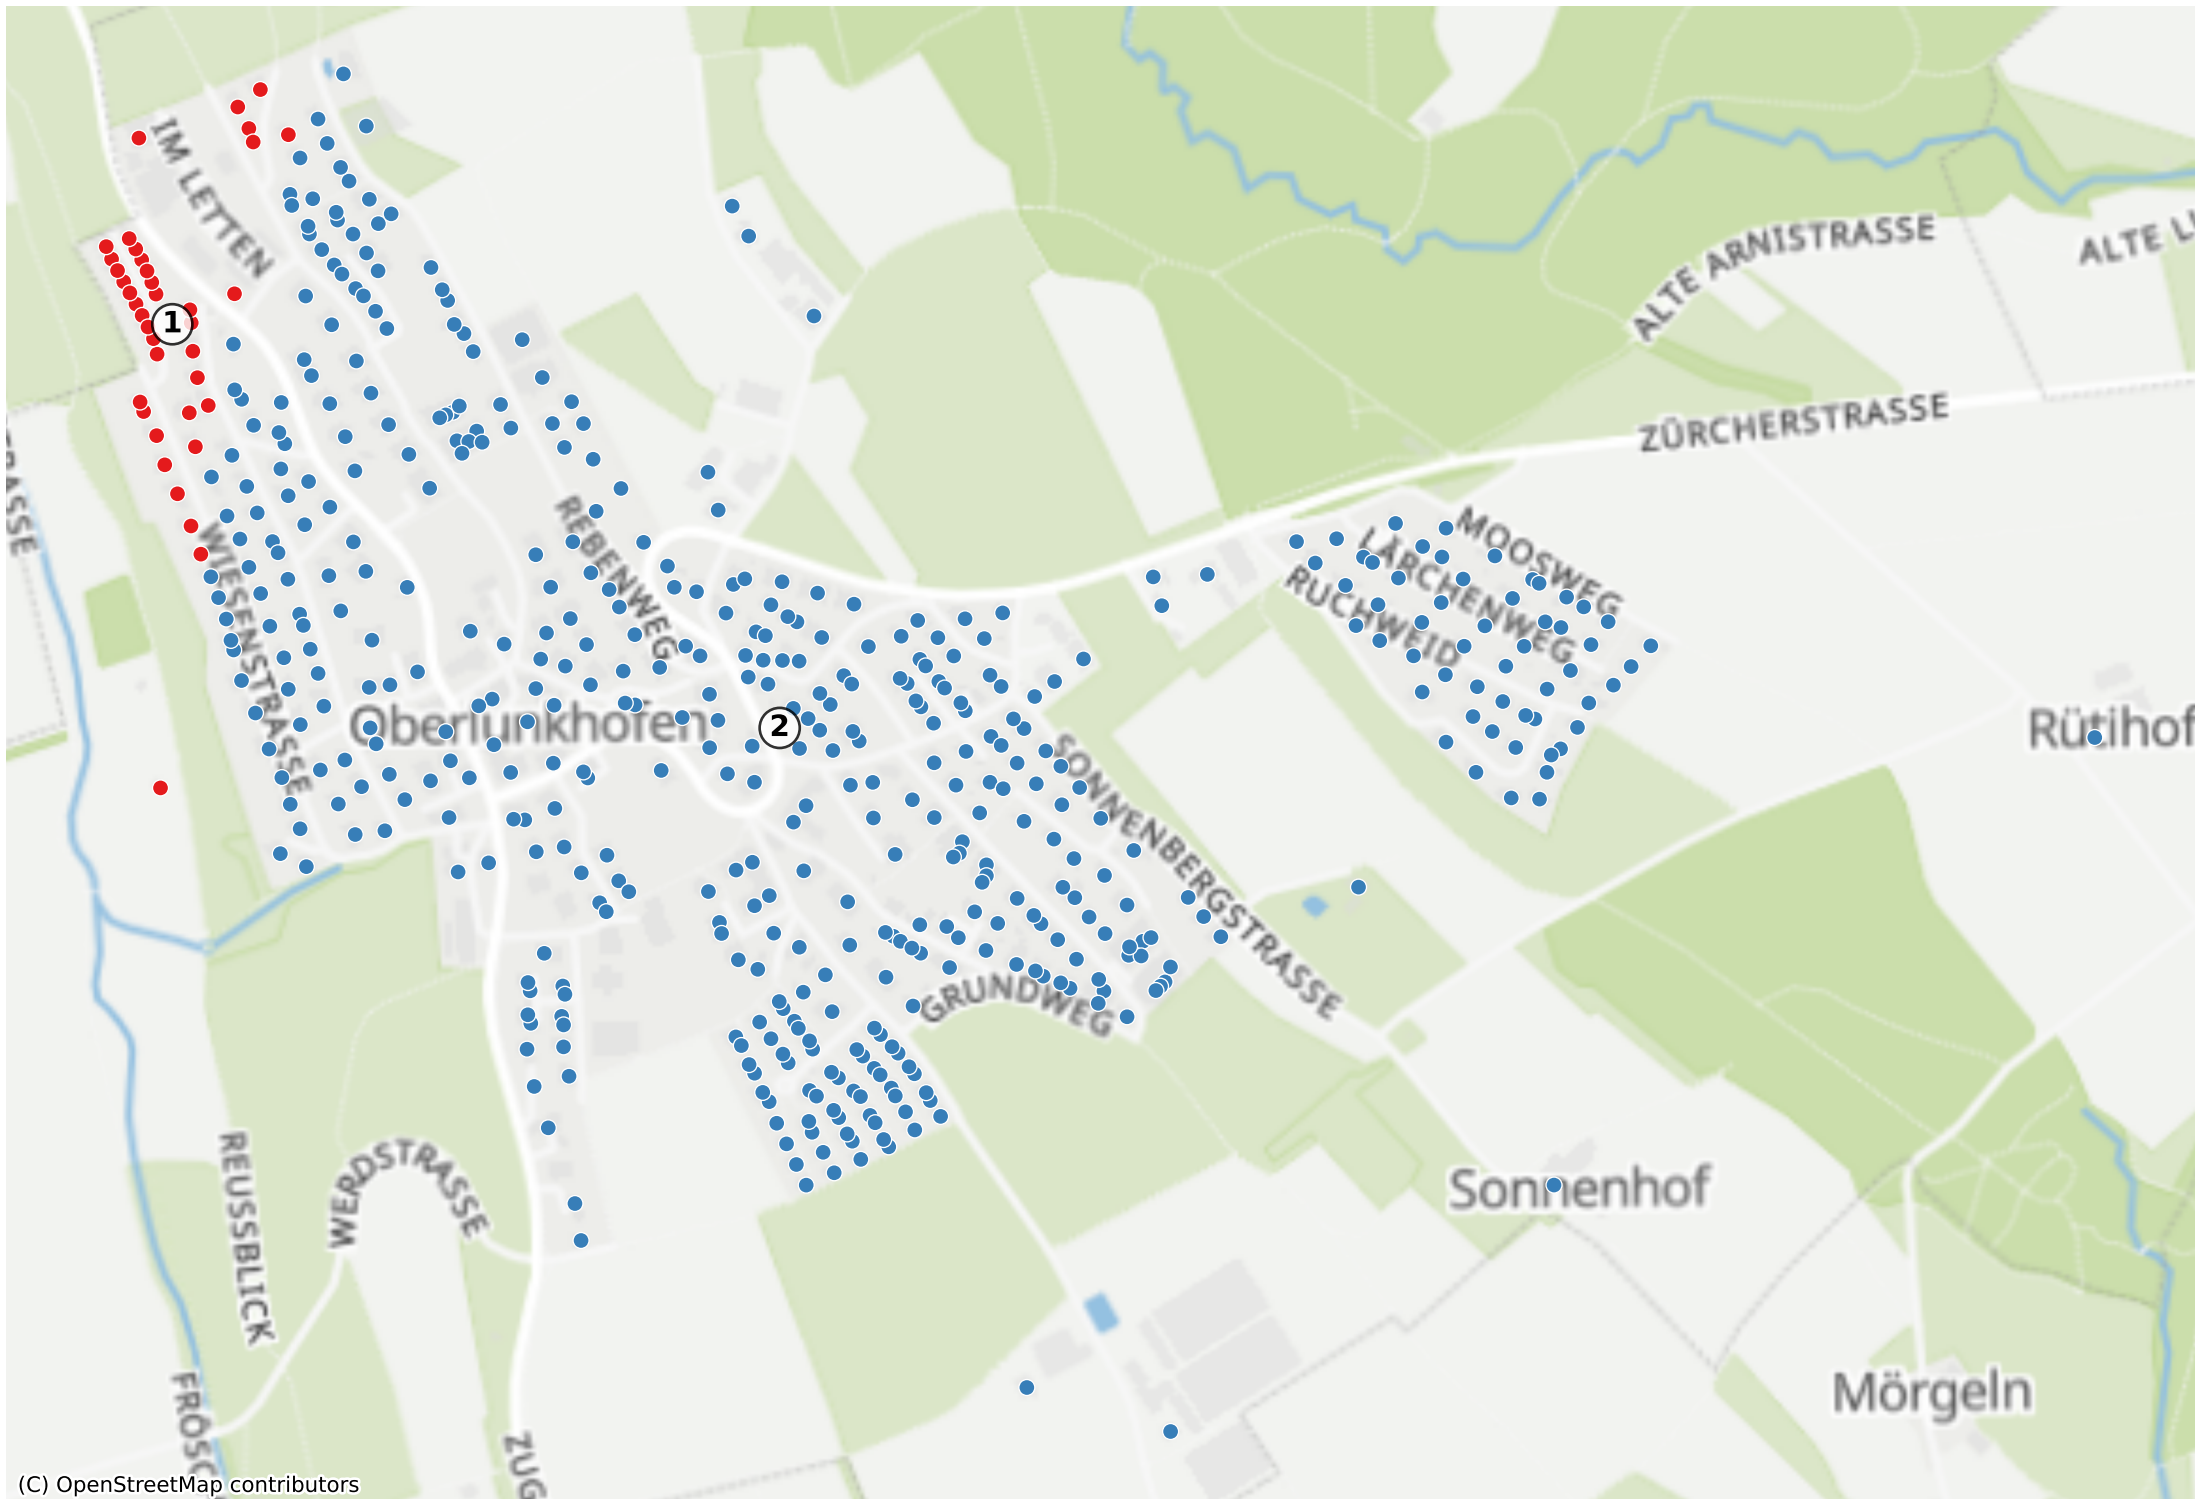 IM LETTEN
ALTE ARNISTRASSE
1
ZÜRCHERSTRASSE
MOOSWEG
LÄRCHENWEG
RUCHWEID
REBENWEG
WIESENSTRASSE
Oberlunkhofen
2
SONNENBERGSTRASSE
Rütihof
GRUNDWEG
WERDSTRASSE
REUSSBLICK
Sonnenhof
Mörgeln
(C) OpenStreetMap contributors